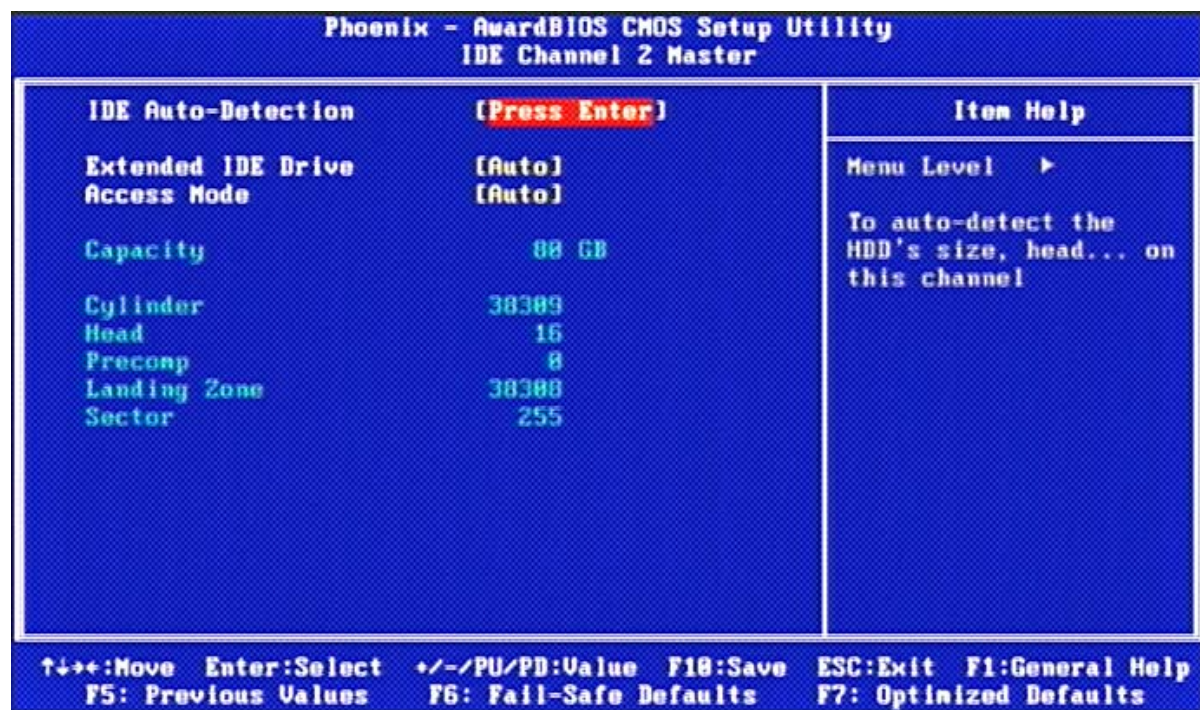 Phoenix - AwardBIOS CMOS Setup Utility
IDE Channel 2 Master
IDE Auto-Detection [Press Enter]
Extended IDE Drive [Auto]
Access Mode [Auto]
Capacity 80 GB
Cylinder 38309
Head 16
Precomp 0
Landing Zone 38308
Sector 255
Item Help
Menu Level ►
To auto-detect the
HDD's size, head... on
this channel
↑↓→←:Move Enter:Select +/-/PU/PD:Value F10:Save ESC:Exit F1:General Help
F5: Previous Values F6: Fail-Safe Defaults F7: Optimized Defaults